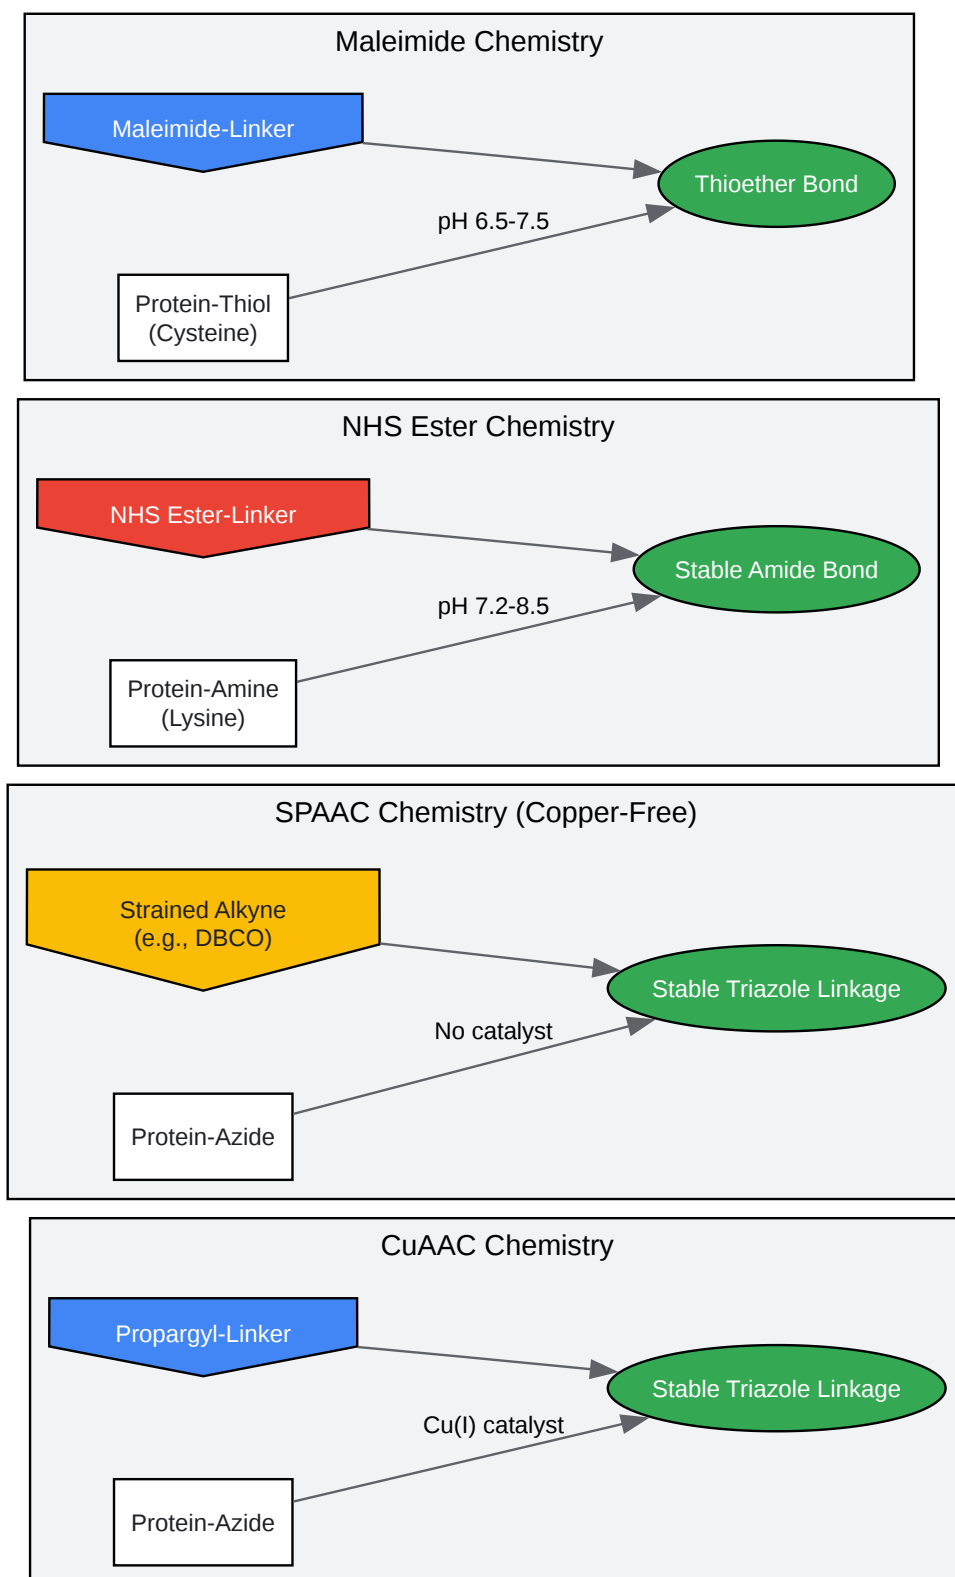 Maleimide Chemistry
Maleimide-Linker
Thioether Bond
pH 6.5-7.5
Protein-Thiol
(Cysteine)
NHS Ester Chemistry
NHS Ester-Linker
Stable Amide Bond
pH 7.2-8.5
Protein-Amine
(Lysine)
SPAAC Chemistry (Copper-Free)
Strained Alkyne
(e.g., DBCO)
Stable Triazole Linkage
No catalyst
Protein-Azide
CuAAC Chemistry
Propargyl-Linker
Stable Triazole Linkage
Cu(I) catalyst
Protein-Azide